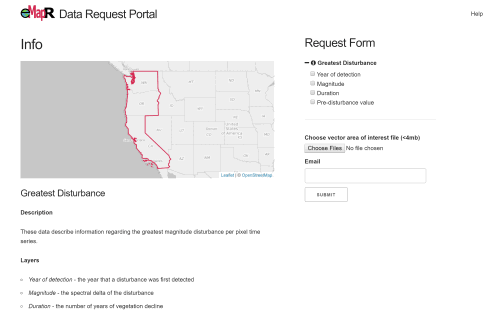 eMapR Data Request Portal
Help
Info
Leaflet | © OpenStreetMap
Greatest Disturbance
Description
These data describe information regarding the greatest magnitude disturbance per pixel time
series.
Layers
Year of detection - the year that a disturbance was first detected
Magnitude - the spectral delta of the disturbance
Duration - the number of years of vegetation decline
Request Form
Greatest Disturbance
Year of detection
Magnitude
Duration
Pre-disturbance value
Choose vector area of interest file (<4mb)
Choose Files No file chosen
Email
SUBMIT